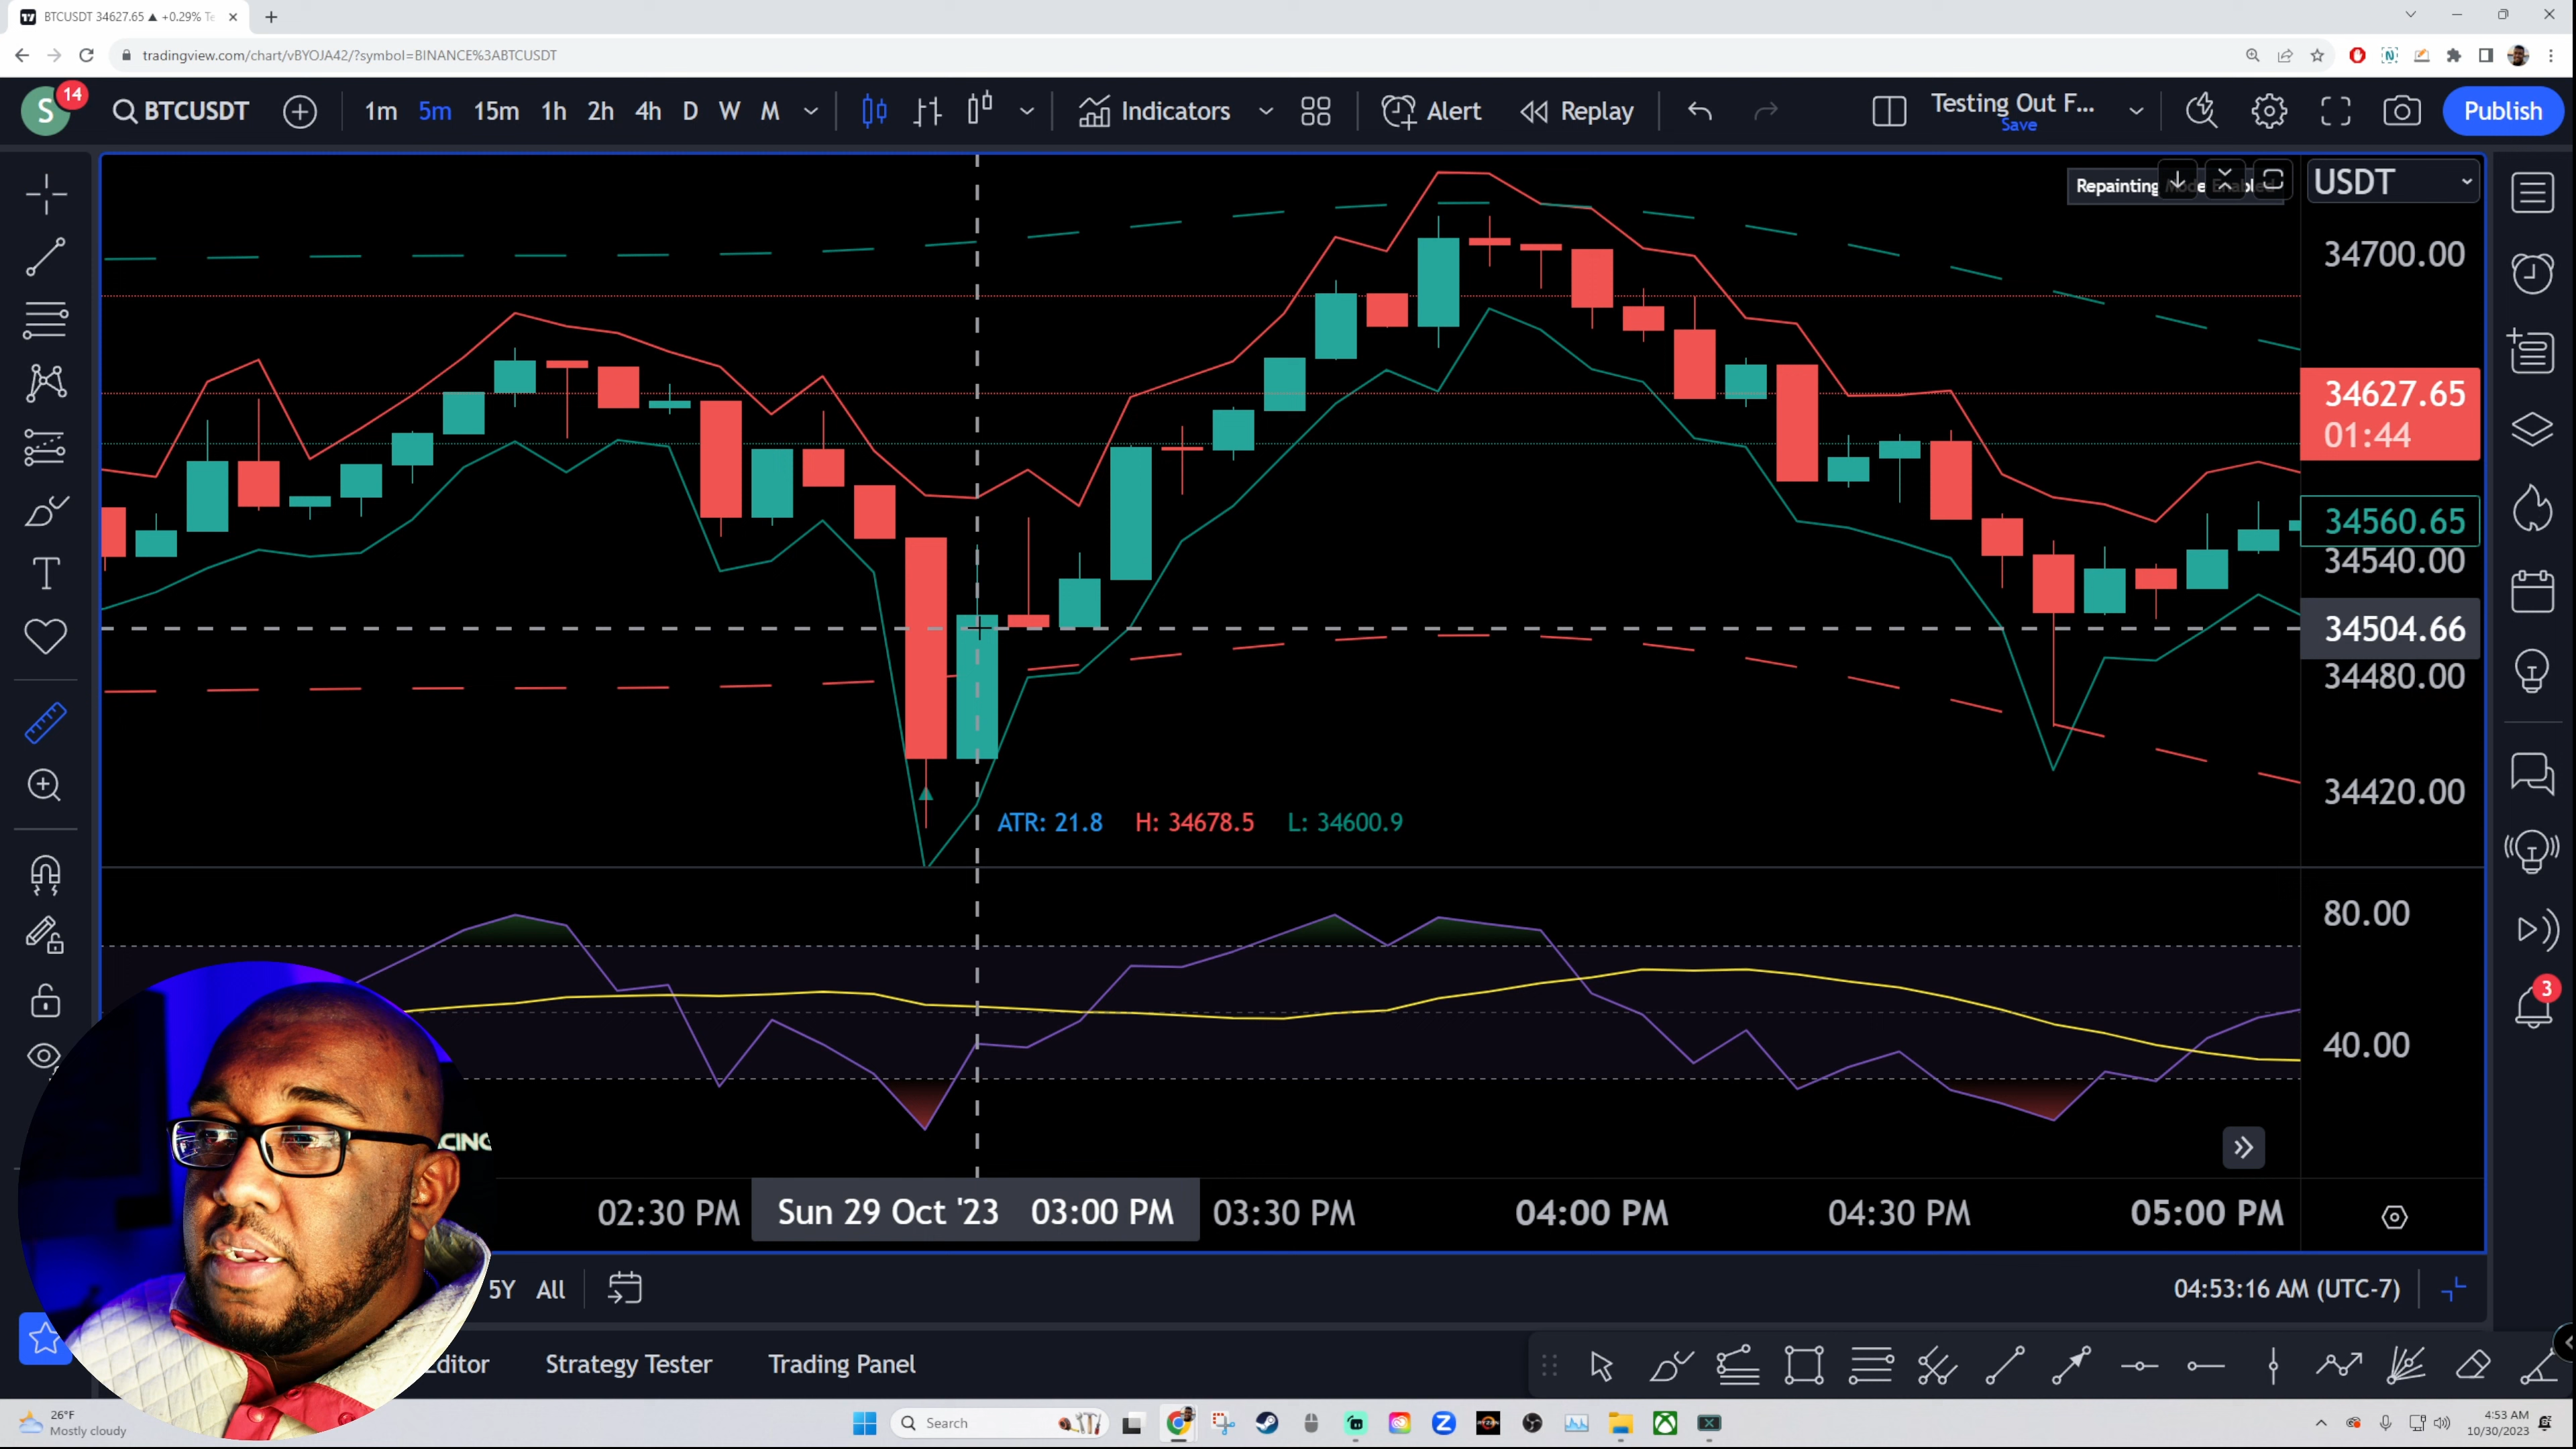 BTCUSDT 34627.65 ▲ +0.29% Te
tradingview.com/chart/vBYOJA42/?symbol=BINANCE%3ABTCUSDT
S 14 BTCUSDT 1m 5m 15m 1h 2h 4h D W M Indicators Alert Replay Testing Out F... Save Publish
Repainting
USDT
34700.00
34627.65
01:44
34560.65
34540.00
34504.66
34480.00
34420.00
ATR: 21.8 H: 34678.5 L: 34600.9
80.00
40.00
3
CING
02:30 PM Sun 29 Oct '23 03:00 PM 03:30 PM 04:00 PM 04:30 PM 05:00 PM
5Y All 04:53:16 AM (UTC-7)
Editor Strategy Tester Trading Panel
26°F
Mostly cloudy
Search
4:53 AM
10/30/2023